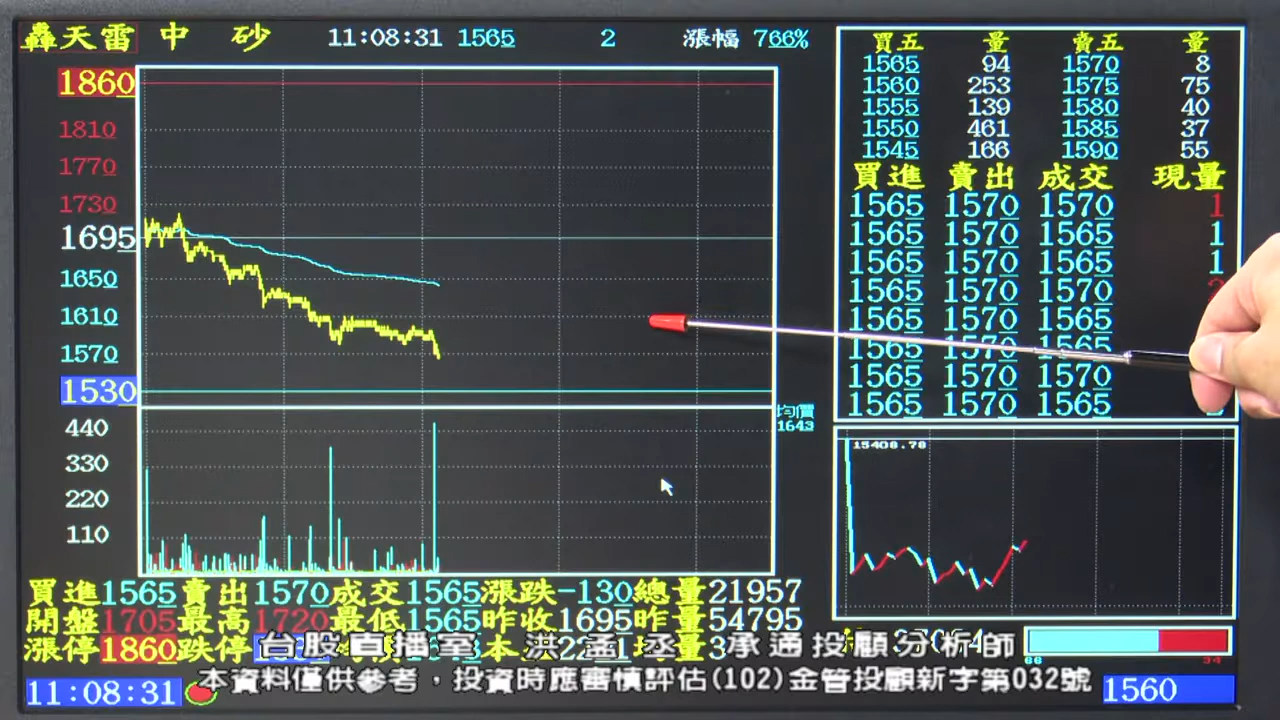 轟天雷 中 砂 11:08:31 1565 2 漲幅 766%
1860
1810
1770
1730
1695
1650
1610
1570
1530
440
330
220
110
均價
1643
買五 量 賣五 量
1565 94 1570 8
1560 253 1575 75
1555 139 1580 40
1550 461 1585 37
1545 166 1590 55
買進 賣出 成交 現量
1565 1570 1570 1
1565 1570 1565 1
1565 1570 1565 1
1565 1570 1570
1565 1570 1570
1565 1570 1565
1565 1570 1570
1565 1570 1565
15408.78
買進1565賣出1570成交1565漲跌-130總量21957
開盤1705最高1720最低1565昨收1695昨量54795
漲停1860跌停
66 34
台股直播室 洪孟丞 承通投顧分析師
本資料僅供參考，投資時應審慎評估(102)金管投顧新字第032號
11:08:31
1560